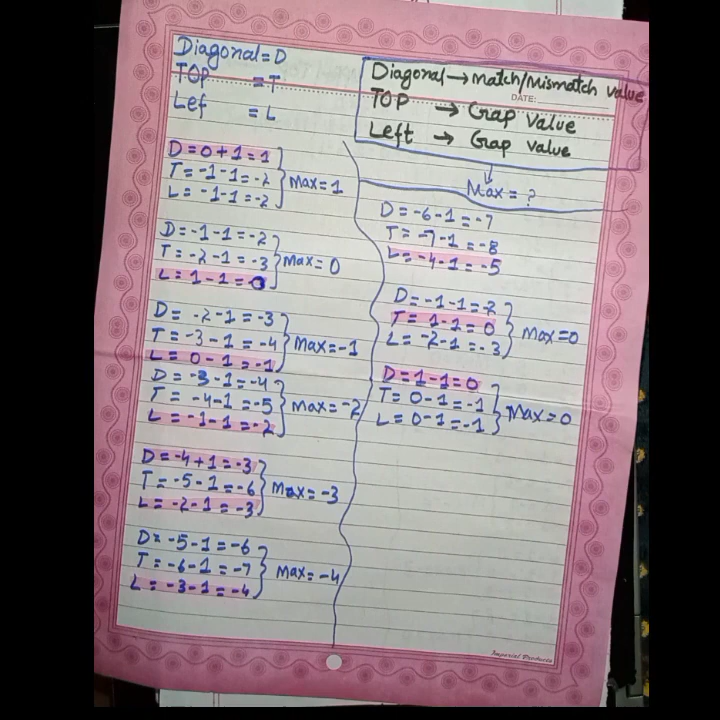 Diagonal = D
TOP = T
Lef = L
Diagonal → Match/Mismatch value
DATE:
TOP → Gap Value
Left → Gap value
Max = ?
D = 0 + 1 = 1
T = -1 - 1 = -2
L = -1 - 1 = -2
Max = 1
D = -1 - 1 = -2
T = -2 - 1 = -3
L = 1 - 1 = 0
Max = 0
D = -2 - 1 = -3
T = -3 - 1 = -4
L = 0 - 1 = -1
Max = -1
D = -3 - 1 = -4
T = -4 - 1 = -5
L = -1 - 1 = -2
Max = -2
D = -4 + 1 = -3
T = -5 - 1 = -6
L = -2 - 1 = -3
Max = -3
D = -5 - 1 = -6
T = -6 - 1 = -7
L = -3 - 1 = -4
Max = -4
D = -6 - 1 = -7
T = -7 - 1 = -8
L = -4 - 1 = -5
D = -1 - 1 = -2
T = 1 - 1 = 0
L = -2 - 1 = -3
Max = 0
D = 1 - 1 = 0
T = 0 - 1 = -1
L = 0 - 1 = -1
Max = 0
Imperial Products